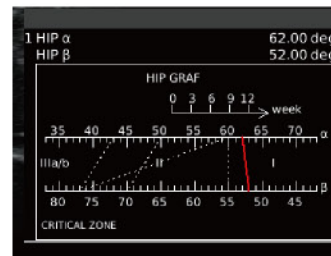 1 HIP α 62.00 deg
HIP β 52.00 deg
HIP GRAF
0 3 6 9 12
week
35 40 45 50 55 60 65 70 α
IIIa/b II I
80 75 70 65 60 55 50 45 β
CRITICAL ZONE